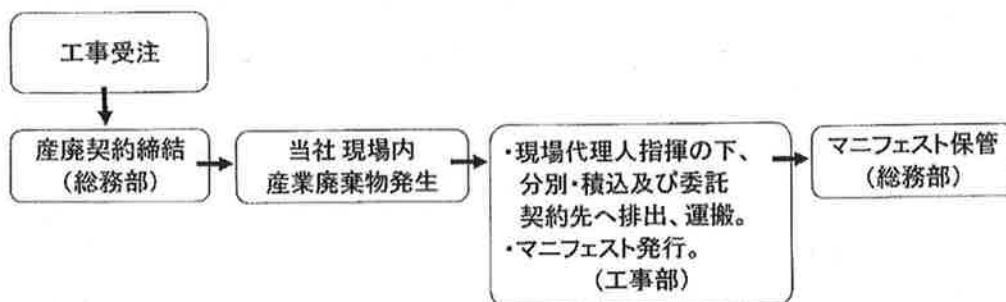 工事受注
産廃契約締結
(総務部)
当社 現場内
産業廃棄物発生
・現場代理人指揮の下、
分別・積込及び委託
契約先へ排出、運搬。
・マニフェスト発行。
(工事部)
マニフェスト保管
(総務部)